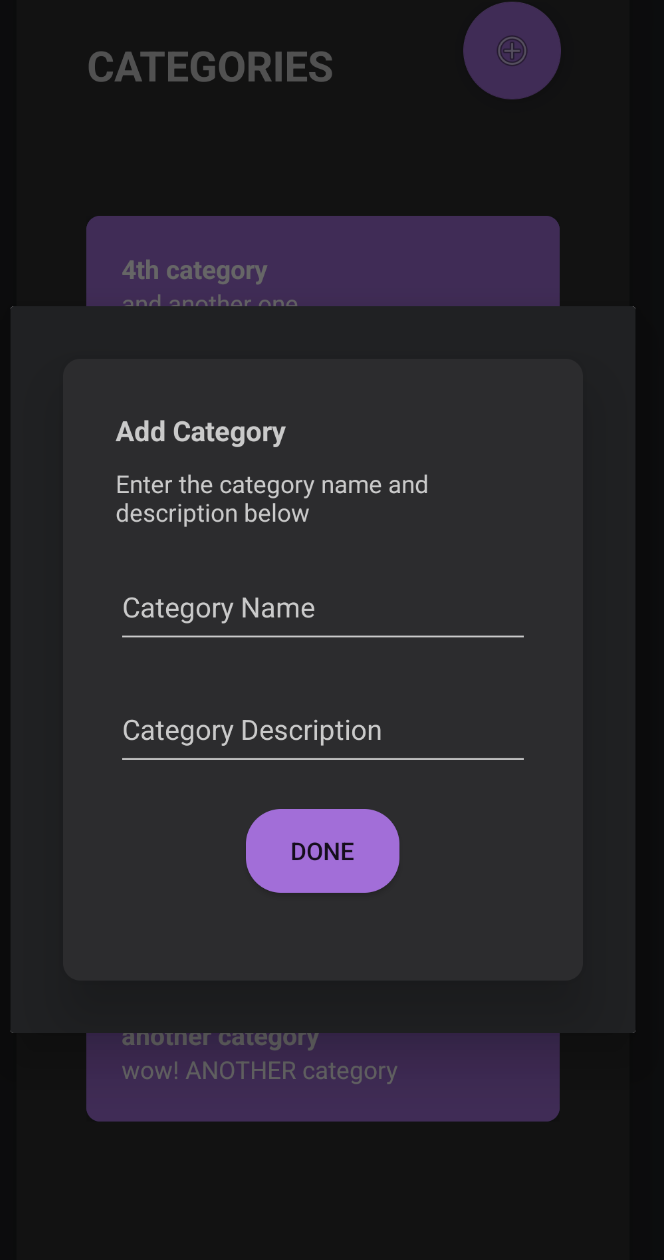 CATEGORIES
4th category
and another one
Add Category
Enter the category name and
description below
Category Name
Category Description
DONE
another category
wow! ANOTHER category